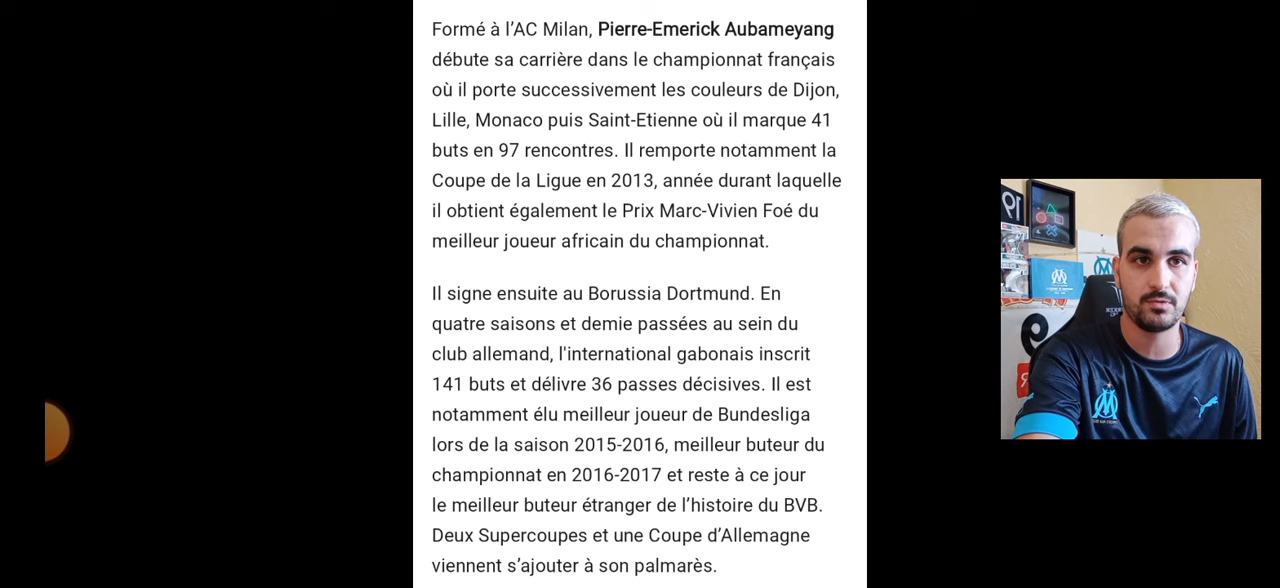 Formé à l’AC Milan, Pierre-Emerick Aubameyang
débute sa carrière dans le championnat français
où il porte successivement les couleurs de Dijon,
Lille, Monaco puis Saint-Etienne où il marque 41
buts en 97 rencontres. Il remporte notamment la
Coupe de la Ligue en 2013, année durant laquelle
il obtient également le Prix Marc-Vivien Foé du
meilleur joueur africain du championnat.
Il signe ensuite au Borussia Dortmund. En
quatre saisons et demie passées au sein du
club allemand, l'international gabonais inscrit
141 buts et délivre 36 passes décisives. Il est
notamment élu meilleur joueur de Bundesliga
lors de la saison 2015-2016, meilleur buteur du
championnat en 2016-2017 et reste à ce jour
le meilleur buteur étranger de l’histoire du BVB.
Deux Supercoupes et une Coupe d’Allemagne
viennent s’ajouter à son palmarès.